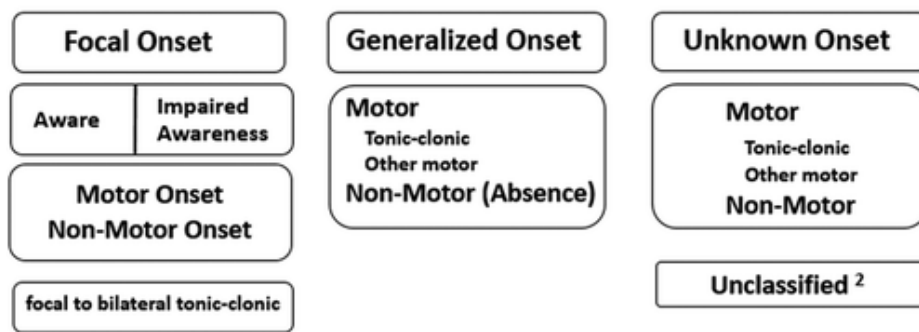 Focal Onset
Aware
Impaired
Awareness
Motor Onset
Non-Motor Onset
focal to bilateral tonic-clonic
Generalized Onset
Motor
Tonic-clonic
Other motor
Non-Motor (Absence)
Unknown Onset
Motor
Tonic-clonic
Other motor
Non-Motor
Unclassified ²